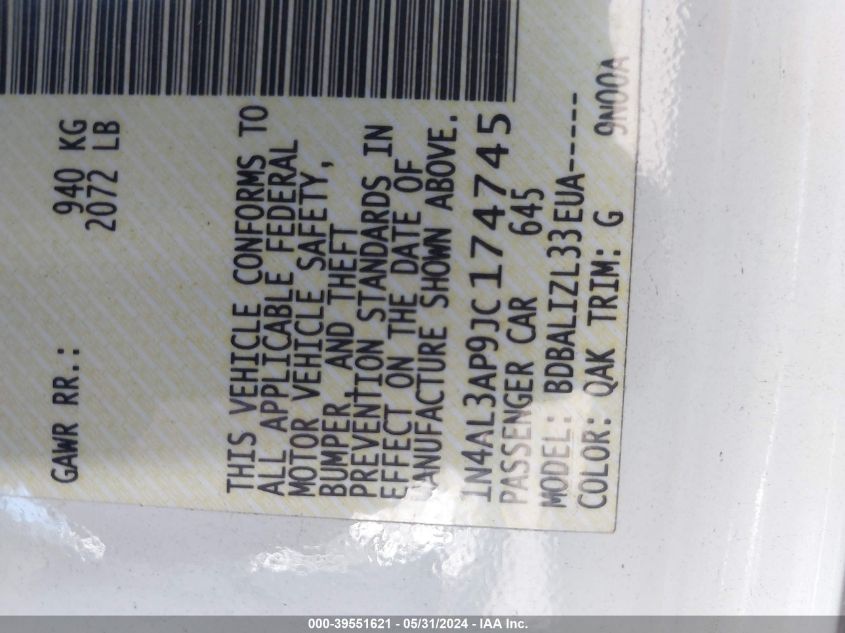 GAWR RR.: 940 KG
2072 LB
THIS VEHICLE CONFORMS TO
ALL APPLICABLE FEDERAL
MOTOR VEHICLE SAFETY,
BUMPER, AND THEFT
PREVENTION STANDARDS IN
EFFECT ON THE DATE OF
MANUFACTURE SHOWN ABOVE.
1N4AL3AP9JC174745
PASSENGER CAR 645
MODEL: BDBALIZL33EUA-----
COLOR: QAK TRIM: G 9N00A
000-39551621 - 05/31/2024 - IAA Inc.